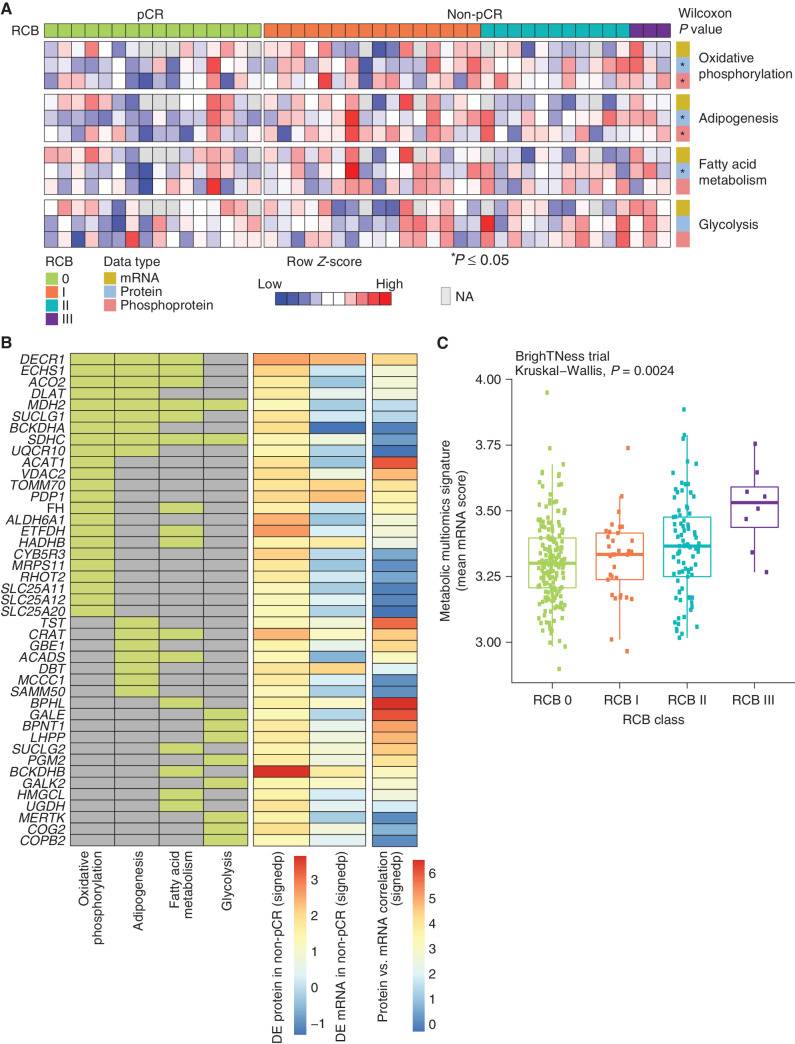 A
pCR
Non-pCR
Wilcoxon
P value
RCB
Oxidative
phosphorylation
*
*
Adipogenesis
*
*
Fatty acid
metabolism
*
Glycolysis
RCB
0
I
II
III
Data type
mRNA
Protein
Phosphoprotein
Row Z-score
Low
High
*P ≤ 0.05
NA
B
DECR1
ECHS1
ACO2
DLAT
MDH2
SUCLG1
BCKDHA
SDHC
UQCR10
ACAT1
VDAC2
TOMM70
PDP1
FH
ALDH6A1
ETFDH
HADHB
CYB5R3
MRPS11
RHOT2
SLC25A11
SLC25A12
SLC25A20
TST
CRAT
GBE1
ACADS
DBT
MCCC1
SAMM50
BPHL
GALE
BPNT1
LHPP
SUCLG2
PGM2
BCKDHB
GALK2
HMGCL
UGDH
MERTK
COG2
COPB2
Oxidative
phosphorylation
Adipogenesis
Fatty acid
metabolism
Glycolysis
DE protein in non-pCR (signedp)
3
2
1
0
−1
DE mRNA in non-pCR (signedp)
Protein vs. mRNA correlation
(signedp)
6
5
4
3
2
1
0
C
BrighTNess trial
Kruskal−Wallis, P = 0.0024
Metabolic multiomics signature
(mean mRNA score)
4.00
3.75
3.50
3.25
3.00
RCB 0
RCB I
RCB II
RCB III
RCB class